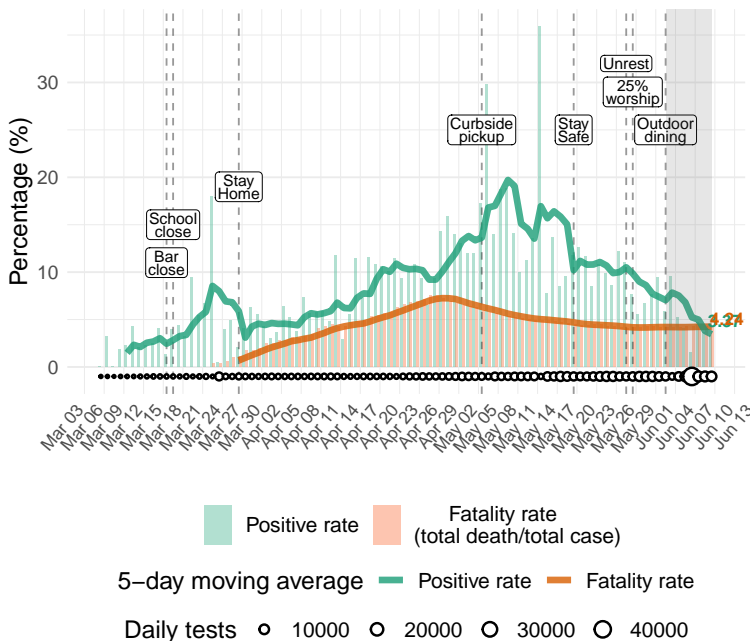 Percentage (%)
30
20
10
0
Unrest
25%
worship
Curbside
pickup
Stay
Safe
Outdoor
dining
Stay
Home
School
close
Bar
close
4.24
Mar 03
Mar 06
Mar 09
Mar 12
Mar 15
Mar 18
Mar 21
Mar 24
Mar 27
Mar 30
Apr 02
Apr 05
Apr 08
Apr 11
Apr 14
Apr 17
Apr 20
Apr 23
Apr 26
Apr 29
May 02
May 05
May 08
May 11
May 14
May 17
May 20
May 23
May 26
May 29
Jun 01
Jun 04
Jun 07
Jun 10
Jun 13
Positive rate
Fatality rate
(total death/total case)
5−day moving average
Positive rate
Fatality rate
Daily tests
10000
20000
30000
40000